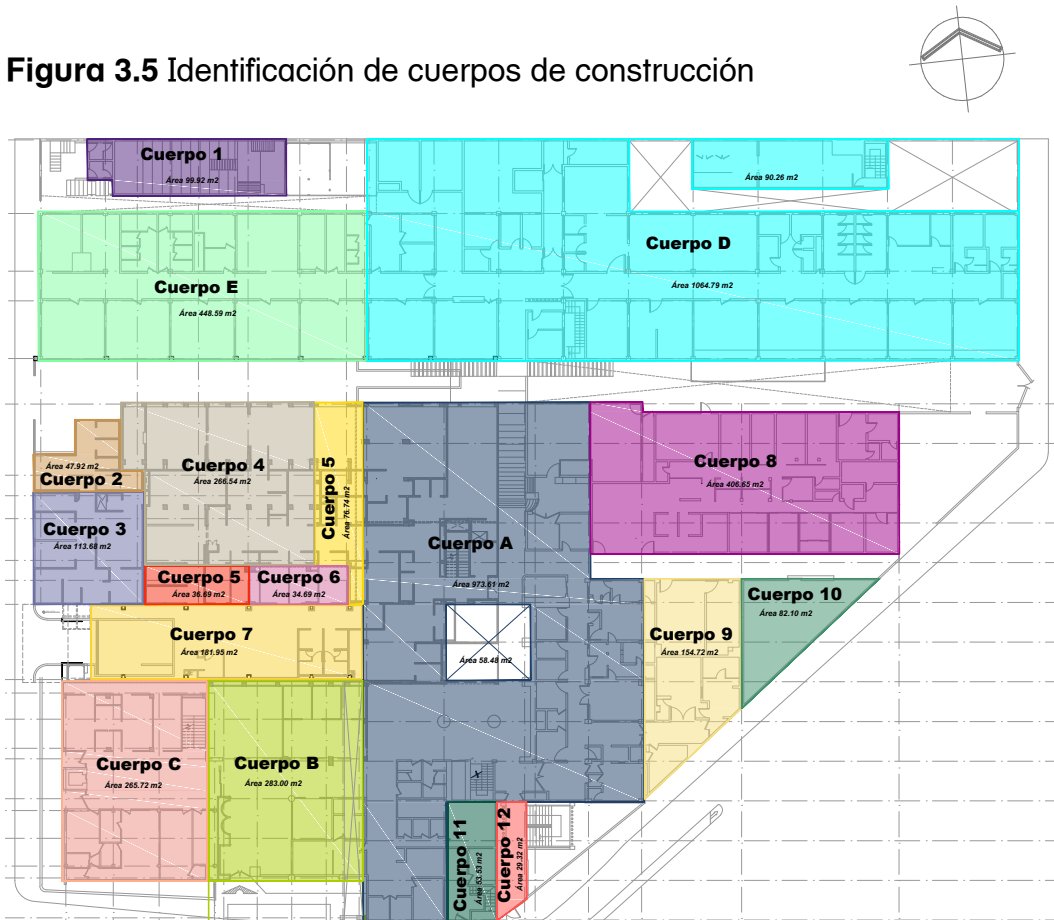 Figura 3.5 Identificación de cuerpos de construcción
Cuerpo 1
Área 99.92 m2
Área 90.26 m2
Cuerpo D
Área 1064.79 m2
Cuerpo E
Área 448.59 m2
Área 47.92 m2
Cuerpo 2
Cuerpo 4
Área 266.54 m2
Cuerpo 5
Área 76.74 m2
Cuerpo 8
Área 406.65 m2
Cuerpo 3
Área 113.68 m2
Cuerpo A
Área 973.61 m2
Cuerpo 5
Área 36.69 m2
Cuerpo 6
Área 34.69 m2
Cuerpo 10
Área 82.10 m2
Cuerpo 7
Área 181.95 m2
Área 58.48 m2
Cuerpo 9
Área 154.72 m2
Cuerpo C
Área 265.72 m2
Cuerpo B
Área 283.00 m2
Cuerpo 11
Área 53.53 m2
Cuerpo 12
Área 29.32 m2